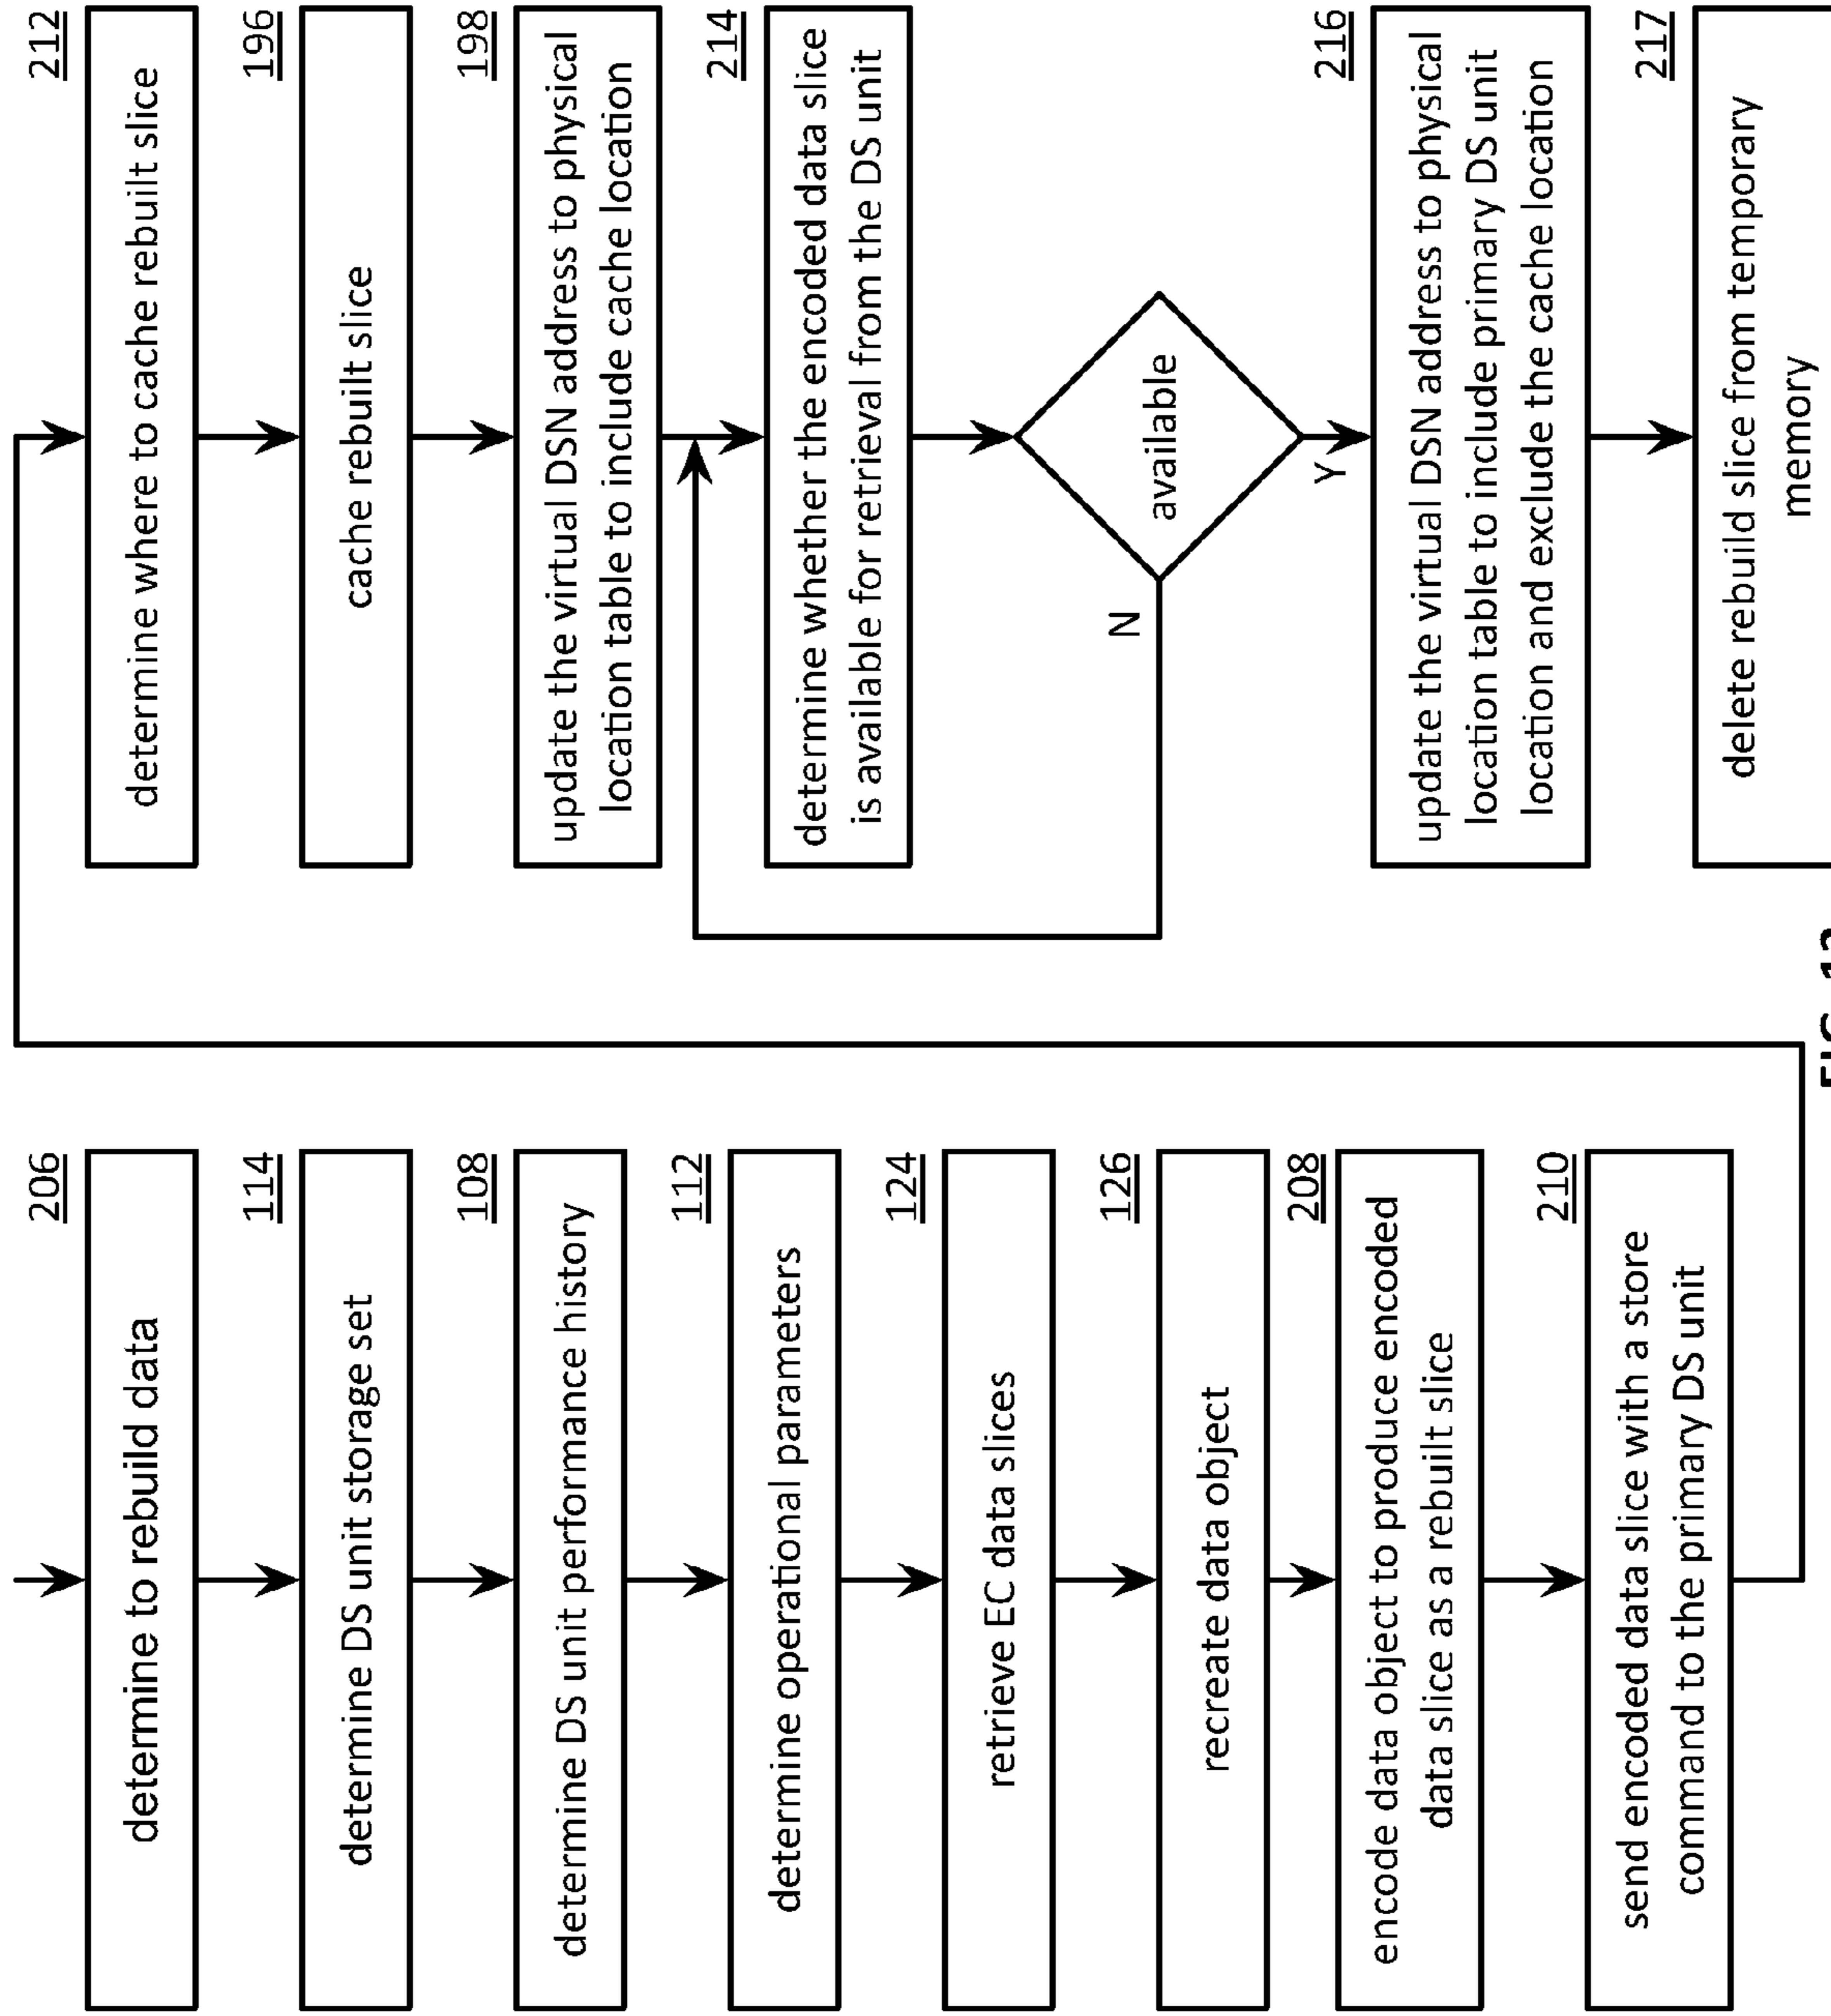 206
determine to rebuild data
114
determine DS unit storage set
108
determine DS unit performance history
112
determine operational parameters
124
retrieve EC data slices
126
recreate data object
208
encode data object to produce encoded
data slice as a rebuilt slice
210
send encoded data slice with a store
command to the primary DS unit
212
determine where to cache rebuilt slice
196
cache rebuilt slice
198
update the virtual DSN address to physical
location table to include cache location
214
determine whether the encoded data slice
is available for retrieval from the DS unit
available
N
Y
216
update the virtual DSN address to physical
location table to include primary DS unit
location and exclude the cache location
217
delete rebuild slice from temporary
memory